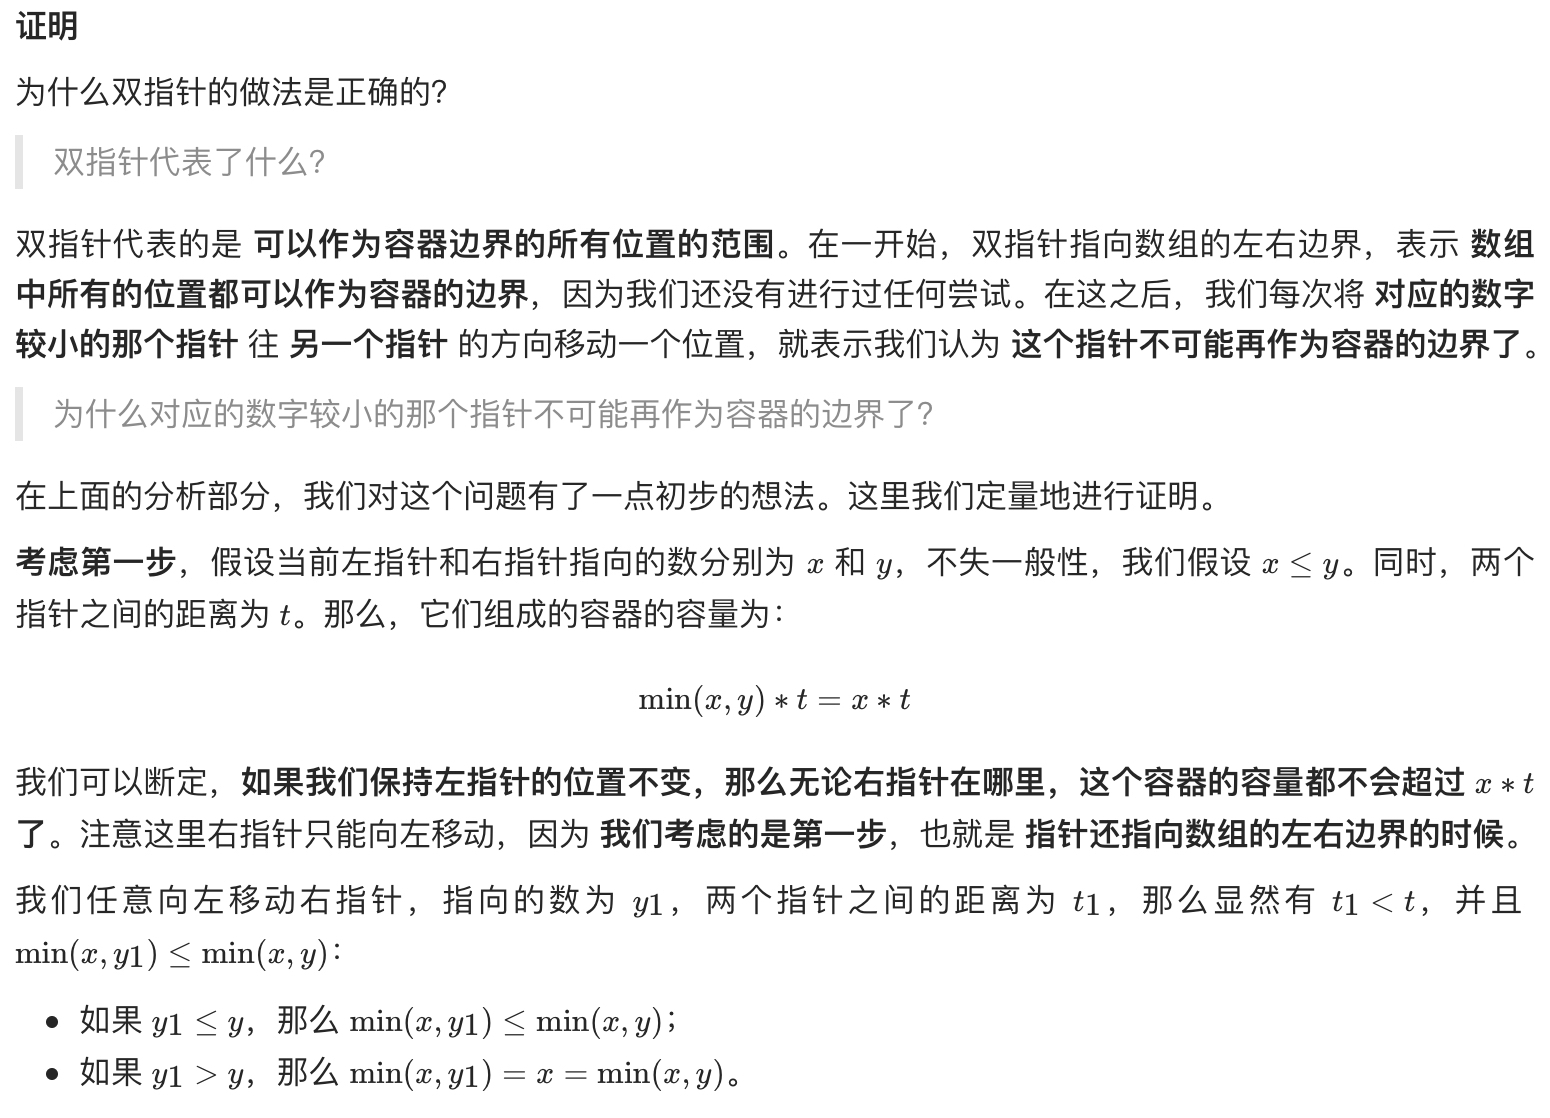 证明
为什么双指针的做法是正确的?
双指针代表了什么?
双指针代表的是 可以作为容器边界的所有位置的范围。在一开始，双指针指向数组的左右边界，表示 数组
中所有的位置都可以作为容器的边界，因为我们还没有进行过任何尝试。在这之后，我们每次将 对应的数字
较小的那个指针 往 另一个指针 的方向移动一个位置，就表示我们认为 这个指针不可能再作为容器的边界了。
为什么对应的数字较小的那个指针不可能再作为容器的边界了?
在上面的分析部分，我们对这个问题有了一点初步的想法。这里我们定量地进行证明。
考虑第一步，假设当前左指针和右指针指向的数分别为 x 和 y，不失一般性，我们假设 x ≤ y。同时，两个
指针之间的距离为 t。那么，它们组成的容器的容量为：
min(x, y) ∗ t = x ∗ t
我们可以断定，如果我们保持左指针的位置不变，那么无论右指针在哪里，这个容器的容量都不会超过 x ∗ t
了。注意这里右指针只能向左移动，因为 我们考虑的是第一步，也就是 指针还指向数组的左右边界的时候。
我们任意向左移动右指针，指向的数为 y1，两个指针之间的距离为 t1，那么显然有 t1 < t，并且
min(x, y1) ≤ min(x, y)：
• 如果 y1 ≤ y，那么 min(x, y1) ≤ min(x, y)；
• 如果 y1 > y，那么 min(x, y1) = x = min(x, y)。